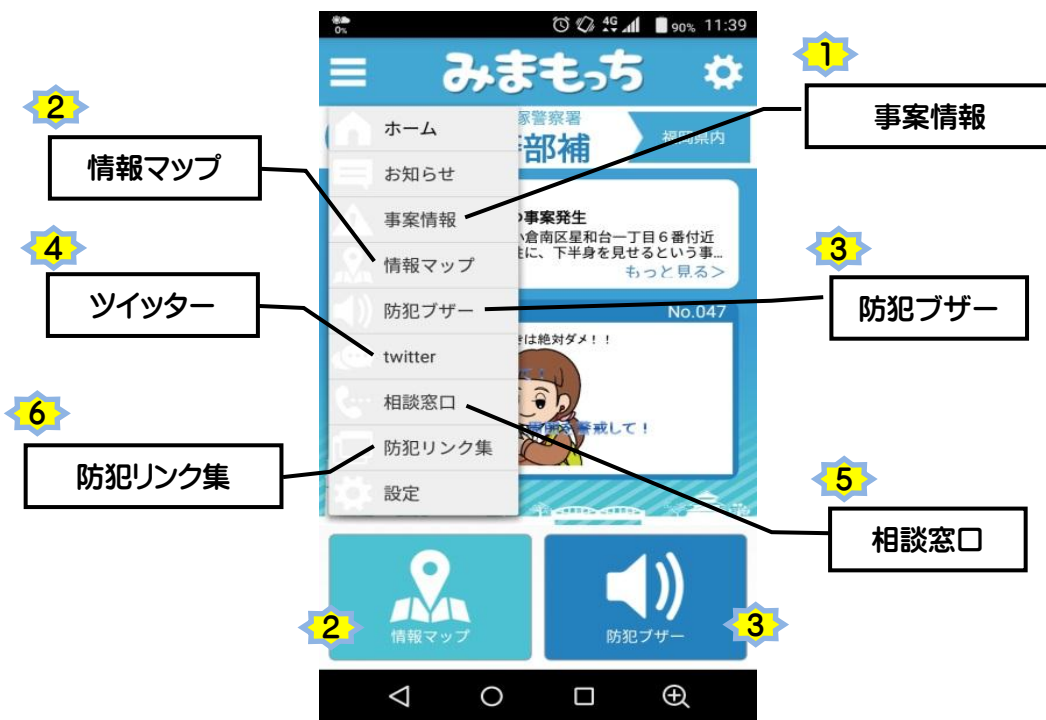 0%
4G
90% 11:39
みまもっち
1
事案情報
2
情報マップ
ホーム
お知らせ
事案情報
情報マップ
防犯ブザー
twitter
相談窓口
防犯リンク集
設定
警察署
部補
福岡県内
事案発生
倉南区星和台一丁目6番付近
に、下半身を見せるという事...
もっと見る>
No.047
は絶対ダメ!!
警戒して!
4
ツイッター
3
防犯ブザー
6
防犯リンク集
5
相談窓口
2
情報マップ
3
防犯ブザー